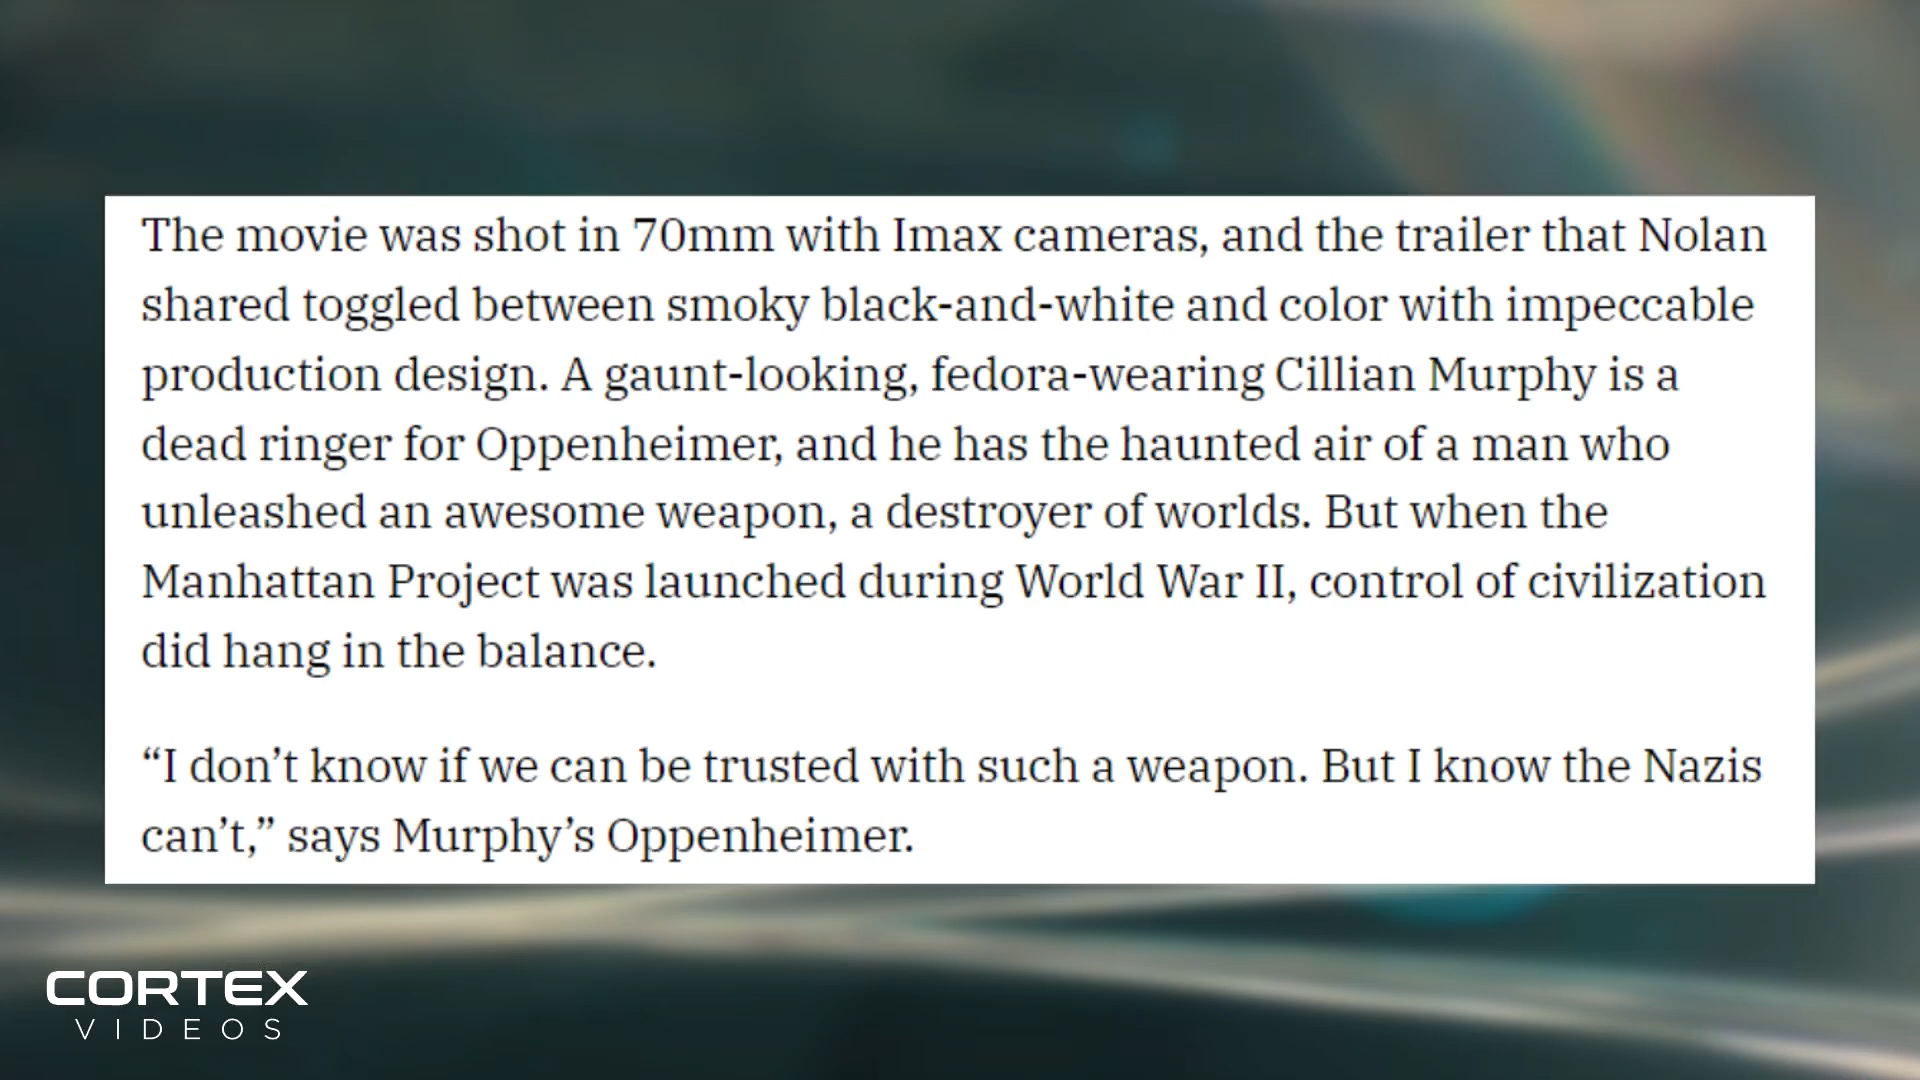 The movie was shot in 70mm with Imax cameras, and the trailer that Nolan
shared toggled between smoky black-and-white and color with impeccable
production design. A gaunt-looking, fedora-wearing Cillian Murphy is a
dead ringer for Oppenheimer, and he has the haunted air of a man who
unleashed an awesome weapon, a destroyer of worlds. But when the
Manhattan Project was launched during World War II, control of civilization
did hang in the balance.
“I don’t know if we can be trusted with such a weapon. But I know the Nazis
can’t,” says Murphy’s Oppenheimer.
CORTEX
VIDEOS